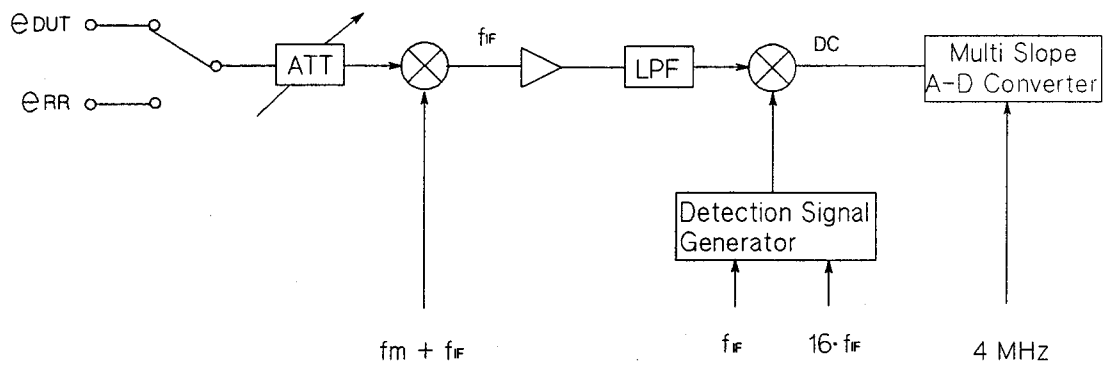 eDUT
eRR
ATT
fIF
LPF
DC
Multi Slope
A-D Converter
Detection Signal
Generator
fm + fIF
fIF
16·fIF
4 MHz